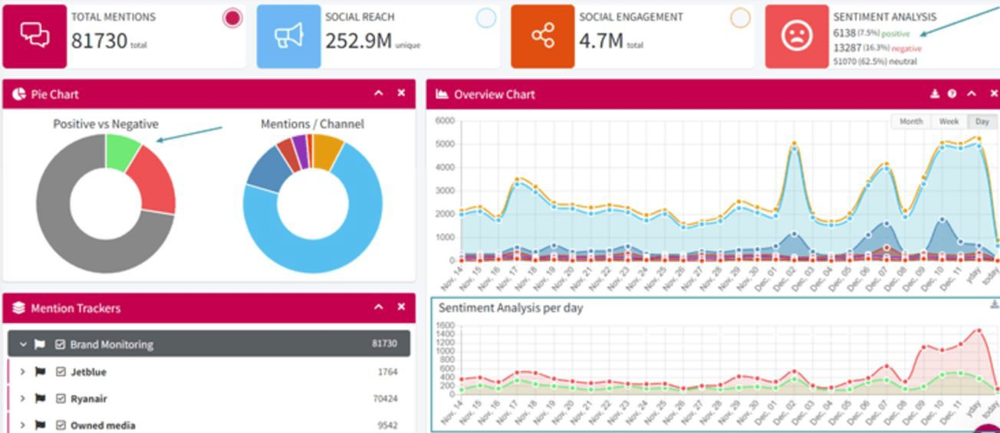 TOTAL MENTIONS
81730 total
SOCIAL REACH
252.9M unique
SOCIAL ENGAGEMENT
4.7M total
SENTIMENT ANALYSIS
6138 (7.5%) positive
13287 (16.3%) negative
51070 (62.5%) neutral
Pie Chart
Positive vs Negative
Mentions / Channel
Overview Chart
Month Week Day
6000
5000
4000
3000
2000
1000
0
Nov, 14 Nov, 15 Nov, 16 Nov, 17 Nov, 18 Nov, 19 Nov, 20 Nov, 21 Nov, 22 Nov, 23 Nov, 24 Nov, 25 Nov, 26 Nov, 27 Nov, 28 Nov, 29 Nov, 30 Dec, 01 Dec, 02 Dec, 03 Dec, 04 Dec, 05 Dec, 06 Dec, 07 Dec, 08 Dec, 09 Dec, 10 Dec, 11 yday today
Mention Trackers
Brand Monitoring 81730
Jetblue 1764
Ryanair 70424
Owned media 9542
Sentiment Analysis per day
1600
1400
1200
1000
800
600
400
200
0
Nov, 14 Nov, 15 Nov, 16 Nov, 17 Nov, 18 Nov, 19 Nov, 20 Nov, 21 Nov, 22 Nov, 23 Nov, 24 Nov, 25 Nov, 26 Nov, 27 Nov, 28 Nov, 29 Nov, 30 Dec, 01 Dec, 02 Dec, 03 Dec, 04 Dec, 05 Dec, 06 Dec, 07 Dec, 08 Dec, 09 Dec, 10 Dec, 11 yday today